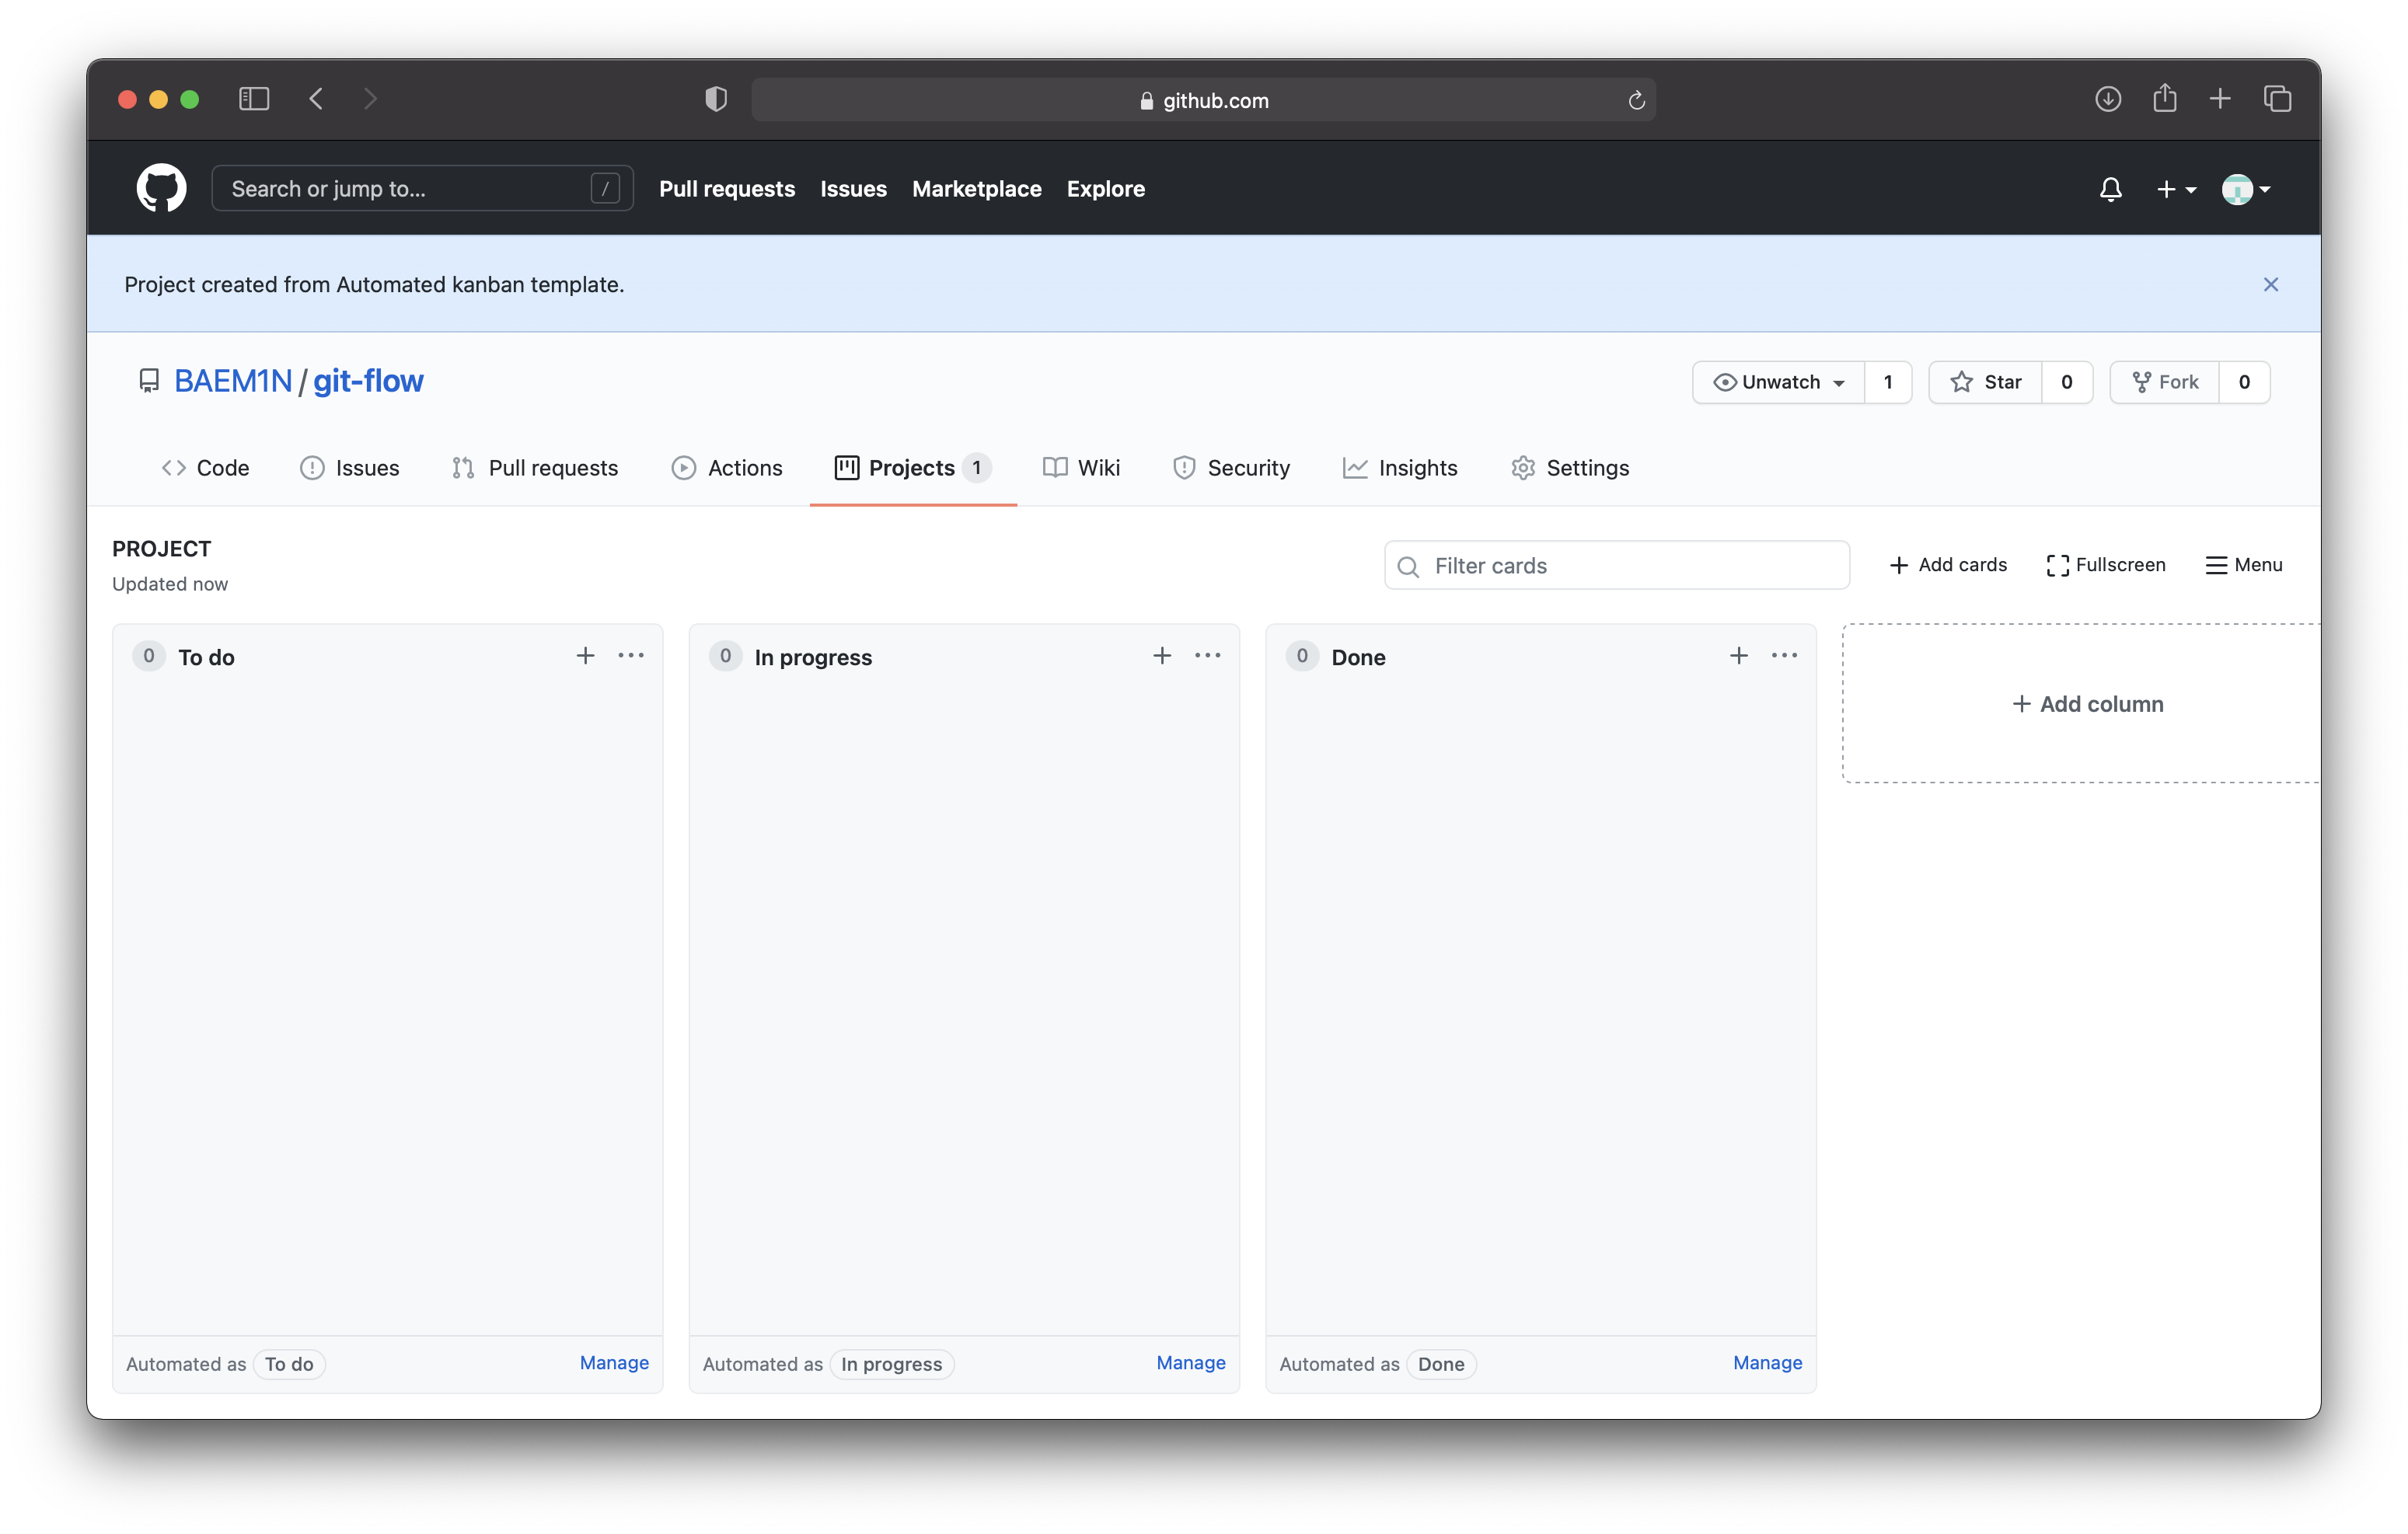 github.com
Search or jump to... /
Pull requests Issues Marketplace Explore
Project created from Automated kanban template.
BAEM1N / git-flow
Unwatch 1 Star 0 Fork 0
Code Issues Pull requests Actions Projects 1 Wiki Security Insights Settings
PROJECT
Updated now
Filter cards
Add cards Fullscreen Menu
0 To do
0 In progress
0 Done
Add column
Automated as To do Manage
Automated as In progress Manage
Automated as Done Manage